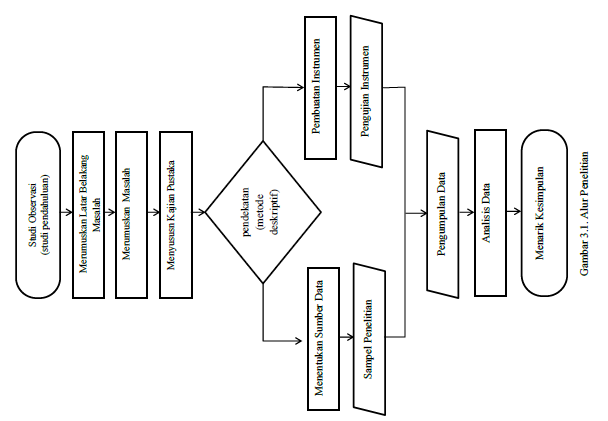 Studi Observasi
(studi pendahuluan)
Merumuskan Latar Belakang
Masalah
Merumuskan Masalah
Menyususn Kajian Pustaka
pendekatan
(metode
deskriptif)
Pembuatan Instrumen
Pengujian Instrumen
Menentukan Sumber Data
Sampel Penelitian
Pengumpulan Data
Analisis Data
Menarik Kesimpulan
Gambar 3.1. Alur Penelitian